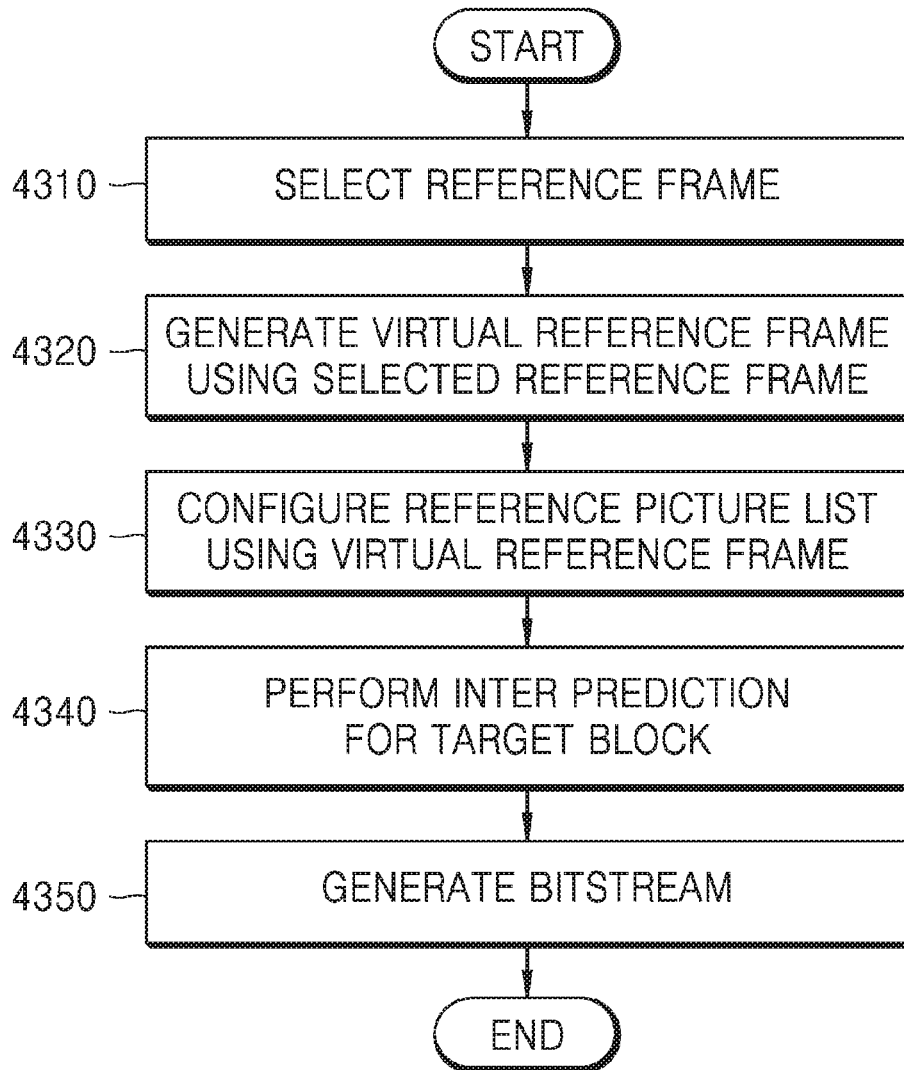 START
4310
SELECT REFERENCE FRAME
4320
GENERATE VIRTUAL REFERENCE FRAME
USING SELECTED REFERENCE FRAME
4330
CONFIGURE REFERENCE PICTURE LIST
USING VIRTUAL REFERENCE FRAME
4340
PERFORM INTER PREDICTION
FOR TARGET BLOCK
4350
GENERATE BITSTREAM
END